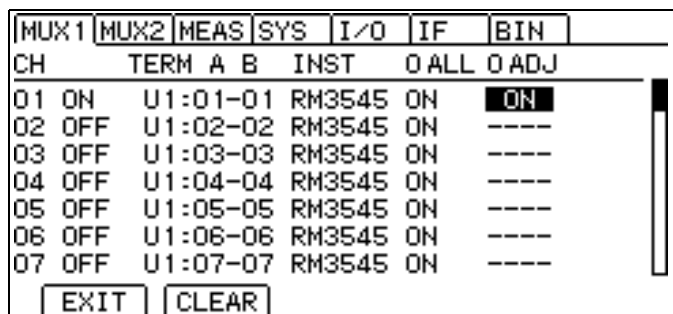 MUX1 MUX2 MEAS SYS I/O IF BIN
CH TERM A B INST 0 ALL 0 ADJ
01 ON U1:01-01 RM3545 ON ON
02 OFF U1:02-02 RM3545 ON ----
03 OFF U1:03-03 RM3545 ON ----
04 OFF U1:04-04 RM3545 ON ----
05 OFF U1:05-05 RM3545 ON ----
06 OFF U1:06-06 RM3545 ON ----
07 OFF U1:07-07 RM3545 ON ----
EXIT CLEAR